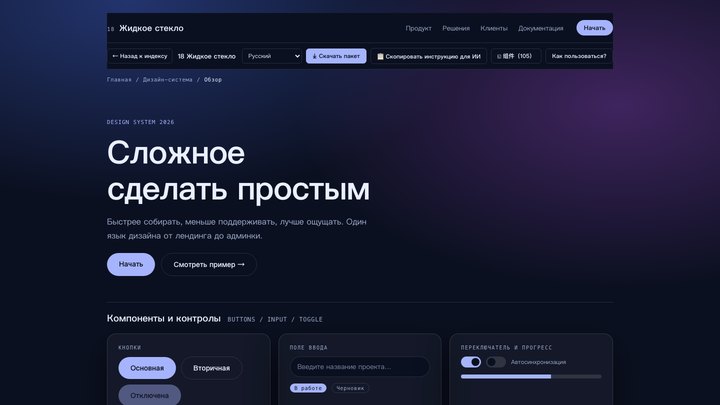 18 Жидкое стекло
Продукт Решения Клиенты Документация Начать
← Назад к индексу 18 Жидкое стекло Русский ⤓ Скачать пакет 📋 Скопировать инструкцию для ИИ ⧉ 组件 (105) Как пользоваться?
Главная / Дизайн-система / Обзор
DESIGN SYSTEM 2026
Сложное
сделать простым
Быстрее собирать, меньше поддерживать, лучше ощущать. Один
язык дизайна от лендинга до админки.
Начать Смотреть пример →
Компоненты и контролы BUTTONS / INPUT / TOGGLE
КНОПКИ
Основная Вторичная
Отключена
ПОЛЕ ВВОДА
Введите название проекта...
В работе Черновик
ПЕРЕКЛЮЧАТЕЛЬ И ПРОГРЕСС
Автосинхронизация